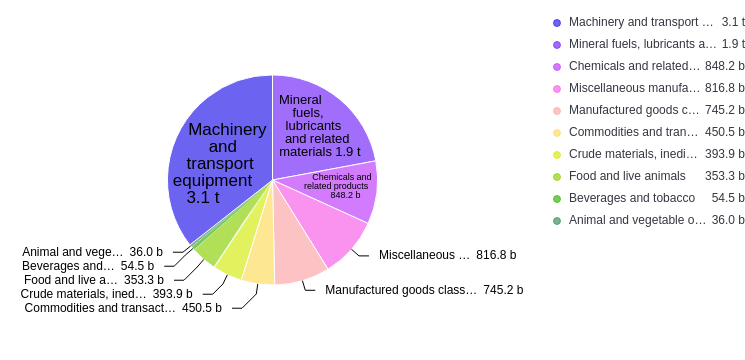 Machinery and transport … 3.1 t
Mineral fuels, lubricants a… 1.9 t
Chemicals and related… 848.2 b
Miscellaneous manufa… 816.8 b
Manufactured goods c… 745.2 b
Commodities and tran… 450.5 b
Crude materials, inedi… 393.9 b
Food and live animals 353.3 b
Beverages and tobacco 54.5 b
Animal and vegetable o… 36.0 b
Mineral
fuels,
lubricants
and related
materials 1.9 t
Machinery
and
transport
equipment
3.1 t
Chemicals and
related products
848.2 b
Animal and vege… 36.0 b
Beverages and… 54.5 b
Food and live a… 353.3 b
Crude materials, ined… 393.9 b
Commodities and transact… 450.5 b
Miscellaneous … 816.8 b
Manufactured goods class… 745.2 b